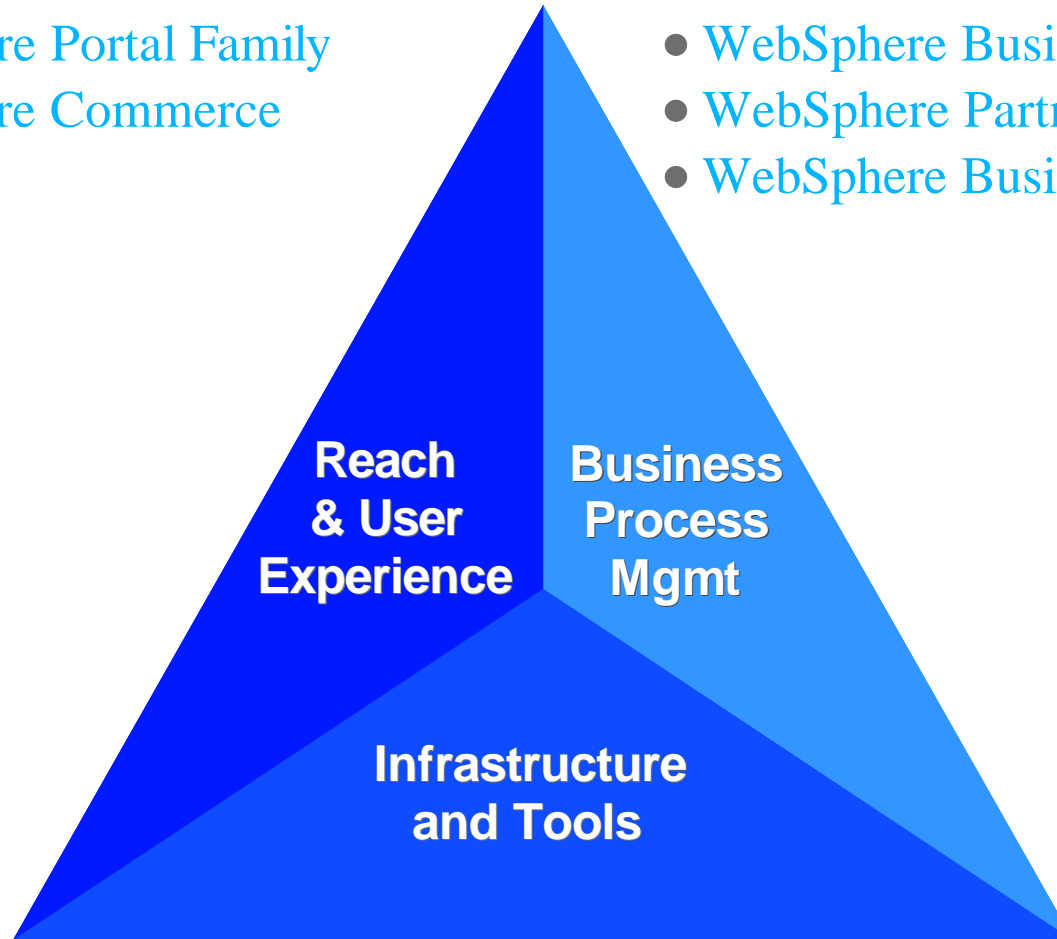 re Portal Family
re Commerce
● WebSphere Busi
● WebSphere Partn
● WebSphere Busi
Reach
& User
Experience
Business
Process
Mgmt
Infrastructure
and Tools